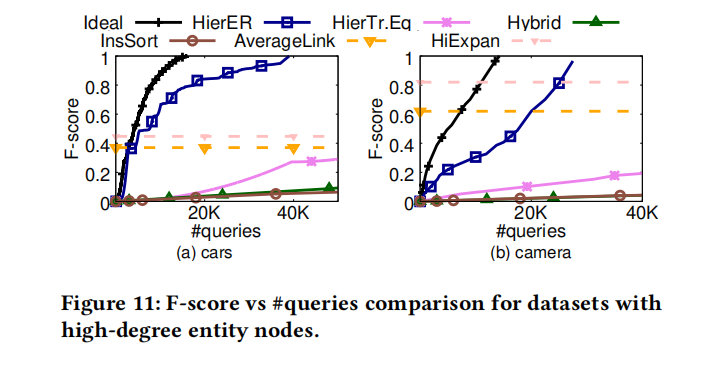 Ideal HierER HierTr.Eq Hybrid
InsSort AverageLink HiExpan
1
0.8
0.6
0.4
0.2
0
F-score
20K 40K
#queries
(a) cars
1
0.8
0.6
0.4
0.2
0
F-score
20K 40K
#queries
(b) camera
Figure 11: F-score vs #queries comparison for datasets with
high-degree entity nodes.